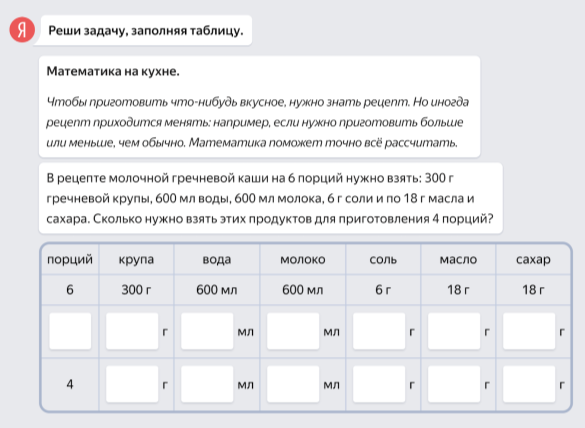 Я
Реши задачу, заполняя таблицу.
Математика на кухне.
Чтобы приготовить что-нибудь вкусное, нужно знать рецепт. Но иногда
рецепт приходится менять: например, если нужно приготовить больше
или меньше, чем обычно. Математика поможет точно всё рассчитать.
В рецепте молочной гречневой каши на 6 порций нужно взять: 300 г
гречневой крупы, 600 мл воды, 600 мл молока, 6 г соли и по 18 г масла и
сахара. Сколько нужно взять этих продуктов для приготовления 4 порций?
порций крупа вода молоко соль масло сахар
6 300 г 600 мл 600 мл 6 г 18 г 18 г
г мл мл г г г
4 г мл мл г г г